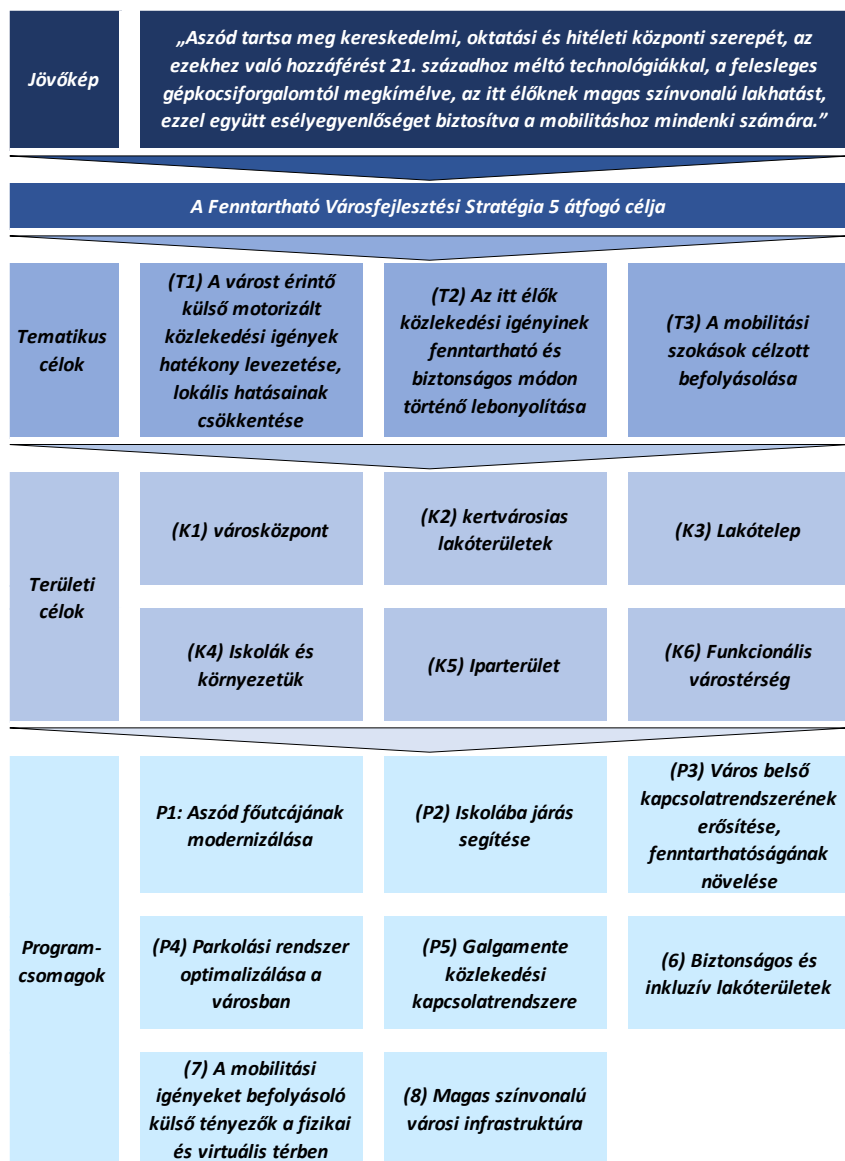 Jövőkép
„Aszód tartsa meg kereskedelmi, oktatási és hitéleti központi szerepét, az
ezekhez való hozzáférést 21. századhoz méltó technológiákkal, a felesleges
gépkocsiforgalomtól megkímélve, az itt élőknek magas színvonalú lakhatást,
ezzel együtt esélyegyenlőséget biztosítva a mobilitáshoz mindenki számára.”
A Fenntartható Városfejlesztési Stratégia 5 átfogó célja
Tematikus
célok
(T1) A várost érintő
külső motorizált
közlekedési igények
hatékony levezetése,
lokális hatásainak
csökkentése
(T2) Az itt élők
közlekedési igényinek
fenntartható és
biztonságos módon
történő lebonyolítása
(T3) A mobilitási
szokások célzott
befolyásolása
Területi
célok
(K1) városközpont
(K2) kertvárosias
lakóterületek
(K3) Lakótelep
(K4) Iskolák és
környezetük
(K5) Iparterület
(K6) Funkcionális
várostérség
Program-
csomagok
P1: Aszód főutcájának
modernizálása
(P2) Iskolába járás
segítése
(P3) Város belső
kapcsolatrendszerének
erősítése,
fenntarthatóságának
növelése
(P4) Parkolási rendszer
optimalizálása a
városban
(P5) Galgamente
közlekedési
kapcsolatrendszere
(6) Biztonságos és
inkluzív lakóterületek
(7) A mobilitási
igényeket befolyásoló
külső tényezők a fizikai
és virtuális térben
(8) Magas színvonalú
városi infrastruktúra